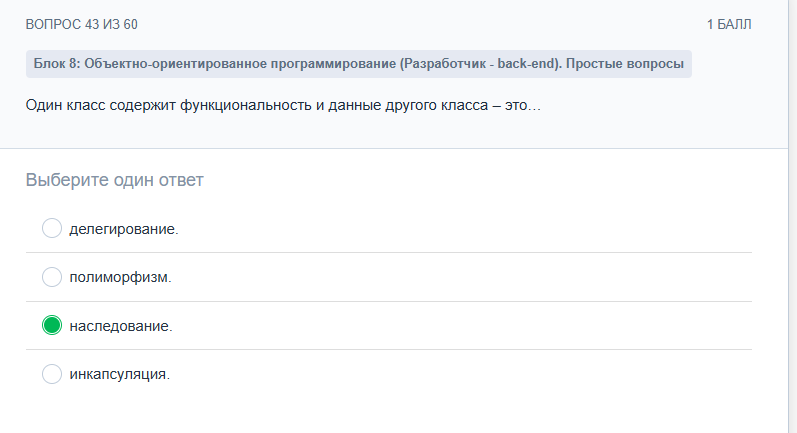 ВОПРОС 43 ИЗ 60
1 БАЛЛ
Блок 8: Объектно-ориентированное программирование (Разработчик - back-end). Простые вопросы
Один класс содержит функциональность и данные другого класса – это…
Выберите один ответ
делегирование.
полиморфизм.
наследование.
инкапсуляция.